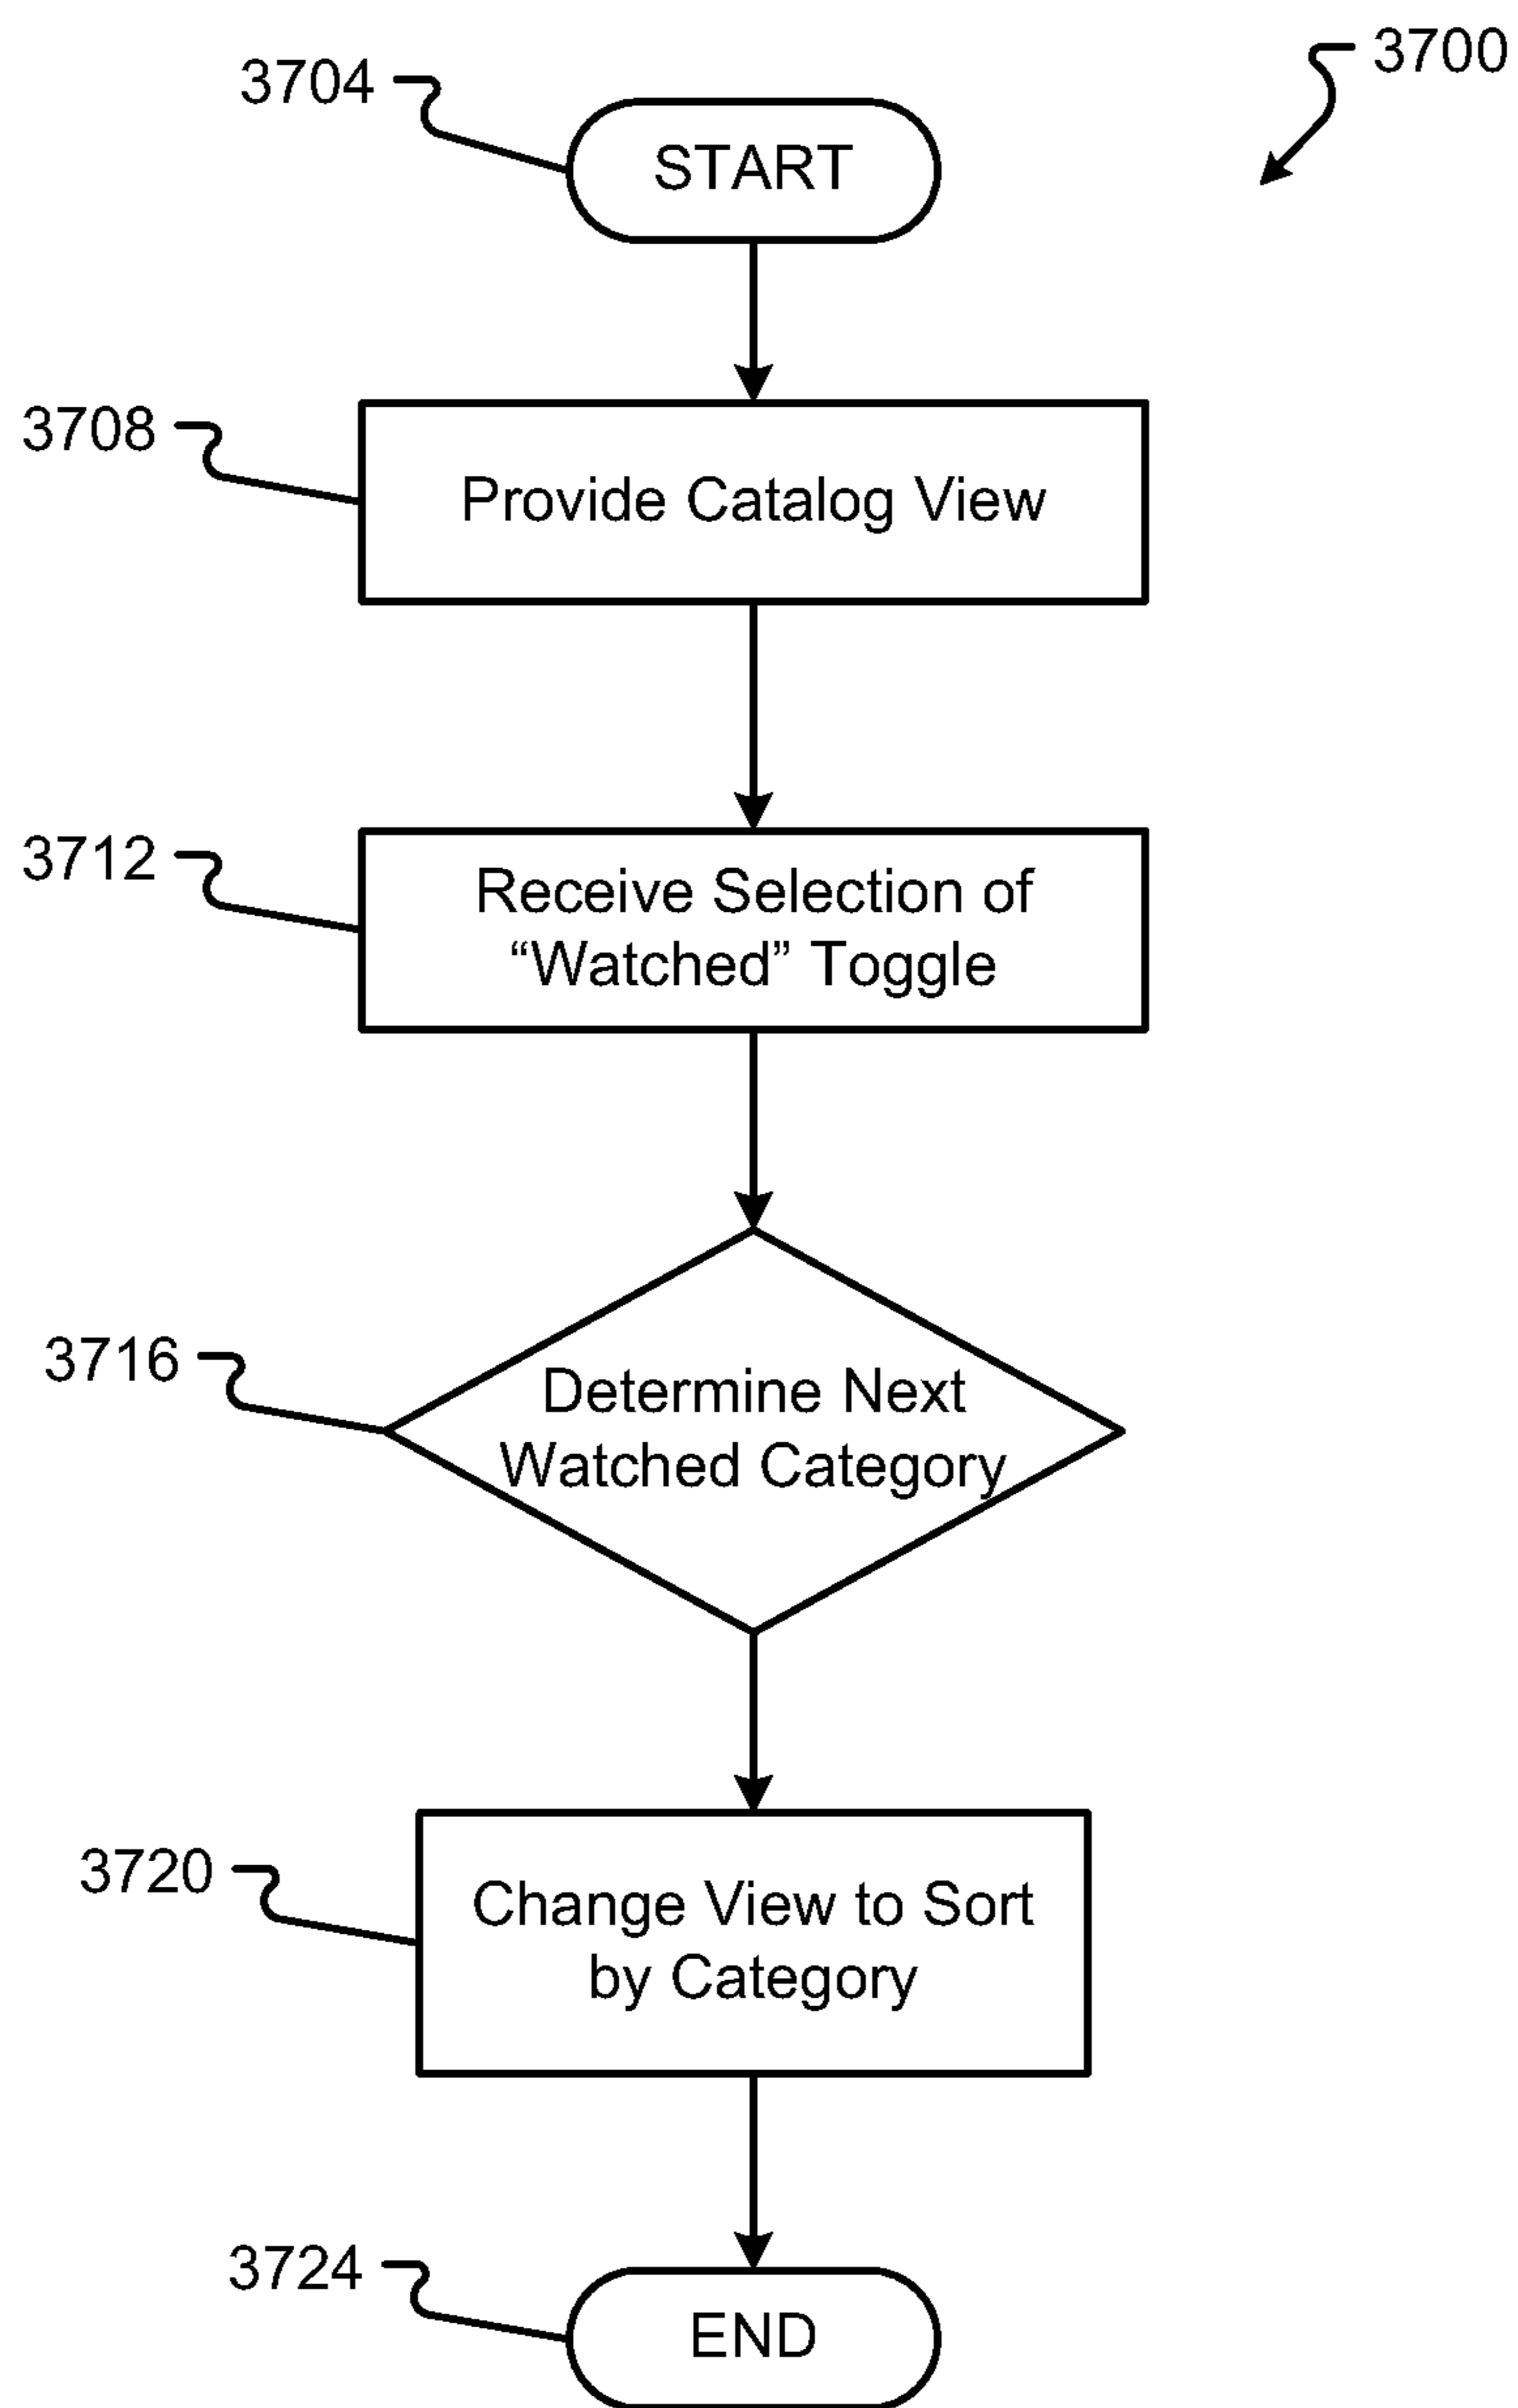 3700
3704
START
3708
Provide Catalog View
3712
Receive Selection of
“Watched” Toggle
3716
Determine Next
Watched Category
3720
Change View to Sort
by Category
3724
END